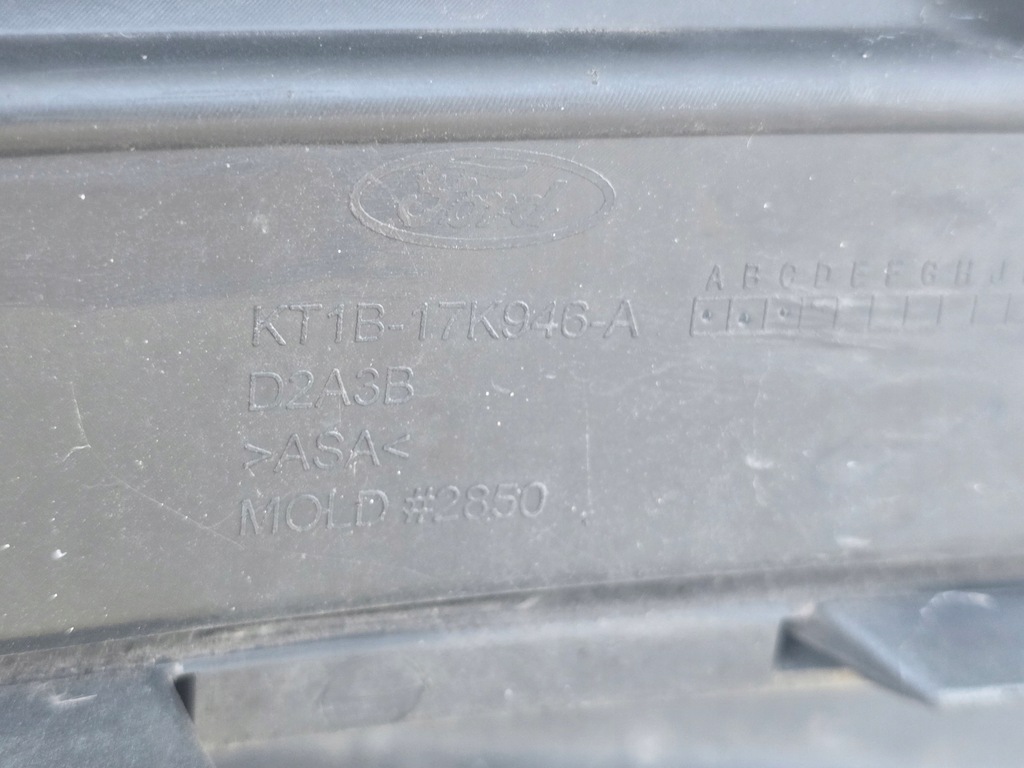 Ford
A B C D E F G H J
KT1B-17K946-A
D2A3B
>ASA<
MOLD #2850